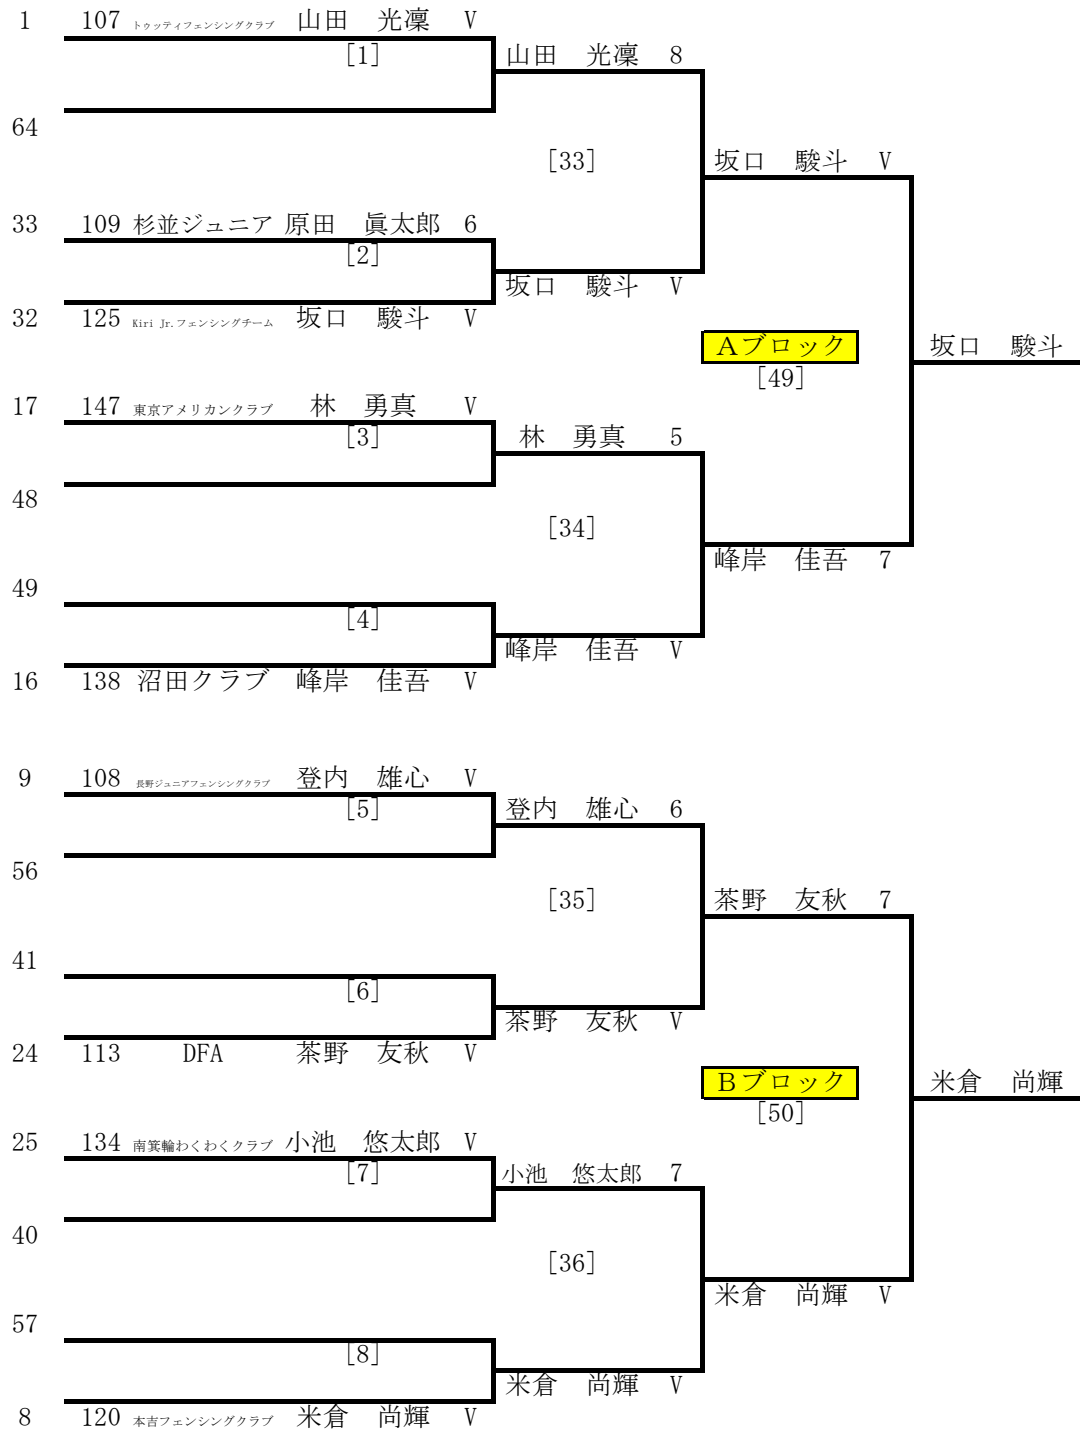 1 107 トゥッティフェンシングクラブ 山田 光凜 V
[1]
山田 光凜 8
64
[33]
坂口 駿斗 V
33 109 杉並ジュニア 原田 眞太郎 6
[2]
坂口 駿斗 V
32 125 Kiri Jr.フェンシングチーム 坂口 駿斗 V
Aブロック
坂口 駿斗
[49]
17 147 東京アメリカンクラブ 林 勇真 V
[3]
林 勇真 5
48
[34]
峰岸 佳吾 7
49
[4]
峰岸 佳吾 V
16 138 沼田クラブ 峰岸 佳吾 V
9 108 長野ジュニアフェンシングクラブ 登内 雄心 V
[5]
登内 雄心 6
56
[35]
茶野 友秋 7
41
[6]
茶野 友秋 V
24 113 DFA 茶野 友秋 V
Bブロック
米倉 尚輝
[50]
25 134 南箕輪わくわくクラブ 小池 悠太郎 V
[7]
小池 悠太郎 7
40
[36]
米倉 尚輝 V
57
[8]
米倉 尚輝 V
8 120 本吉フェンシングクラブ 米倉 尚輝 V